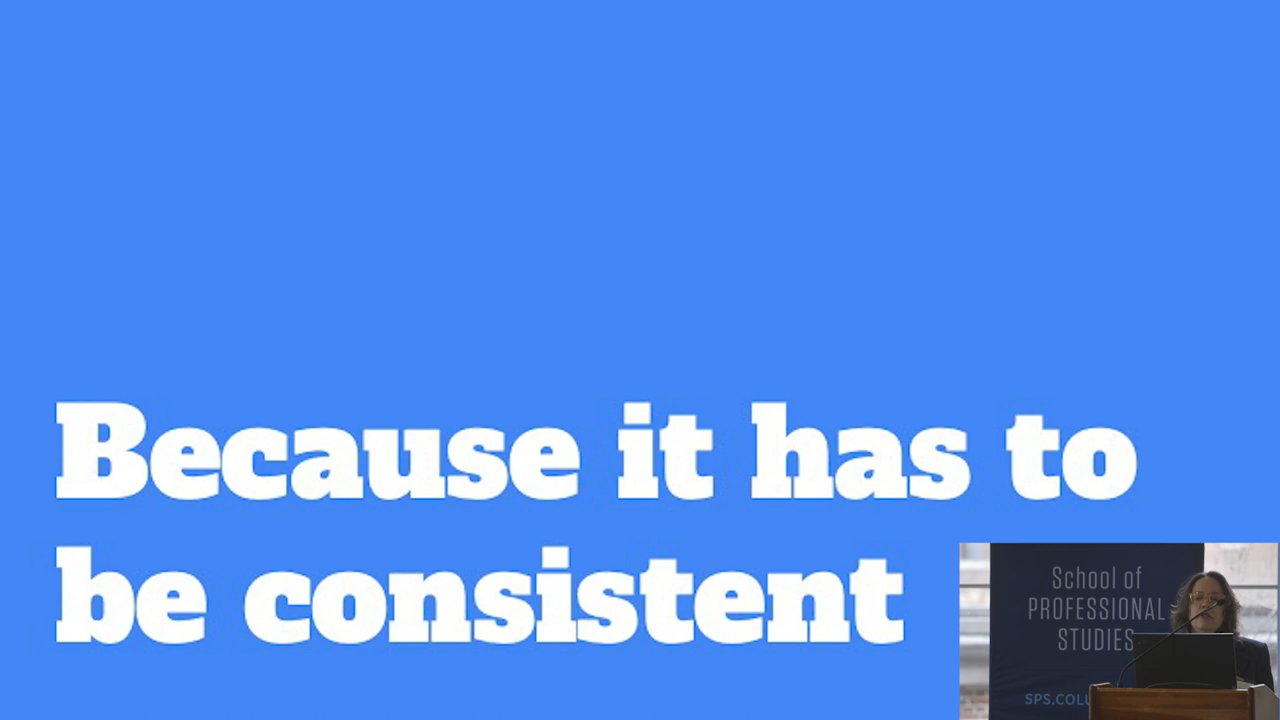 Because it has to
be consistent
School of
PROFESSIONAL
STUDIES